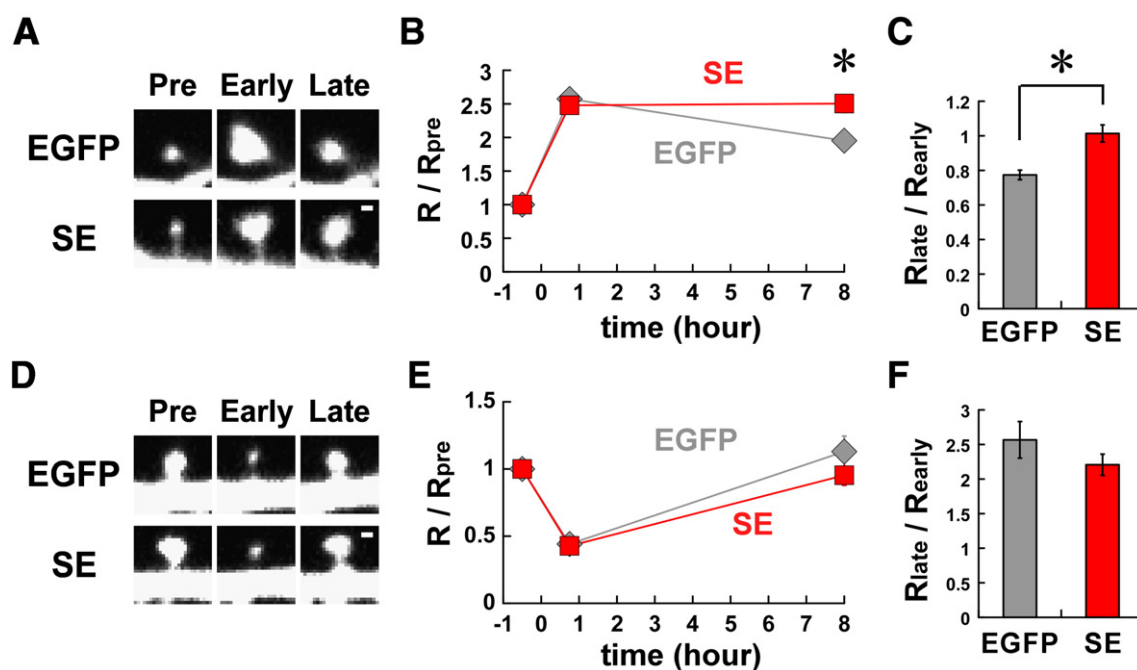 A
Pre Early Late
EGFP
SE
B
R / Rpre
3
2.5
2
1.5
1
0.5
0
SE
EGFP
*
-1 0 1 2 3 4 5 6 7 8
time (hour)
C
*
Rlate / Rearly
1.2
1
0.8
0.6
0.4
0.2
0
EGFP SE
D
Pre Early Late
EGFP
SE
E
R / Rpre
1.5
1
0.5
0
EGFP
SE
-1 0 1 2 3 4 5 6 7 8
time (hour)
F
Rlate / Rearly
3
2.5
2
1.5
1
0.5
0
EGFP SE